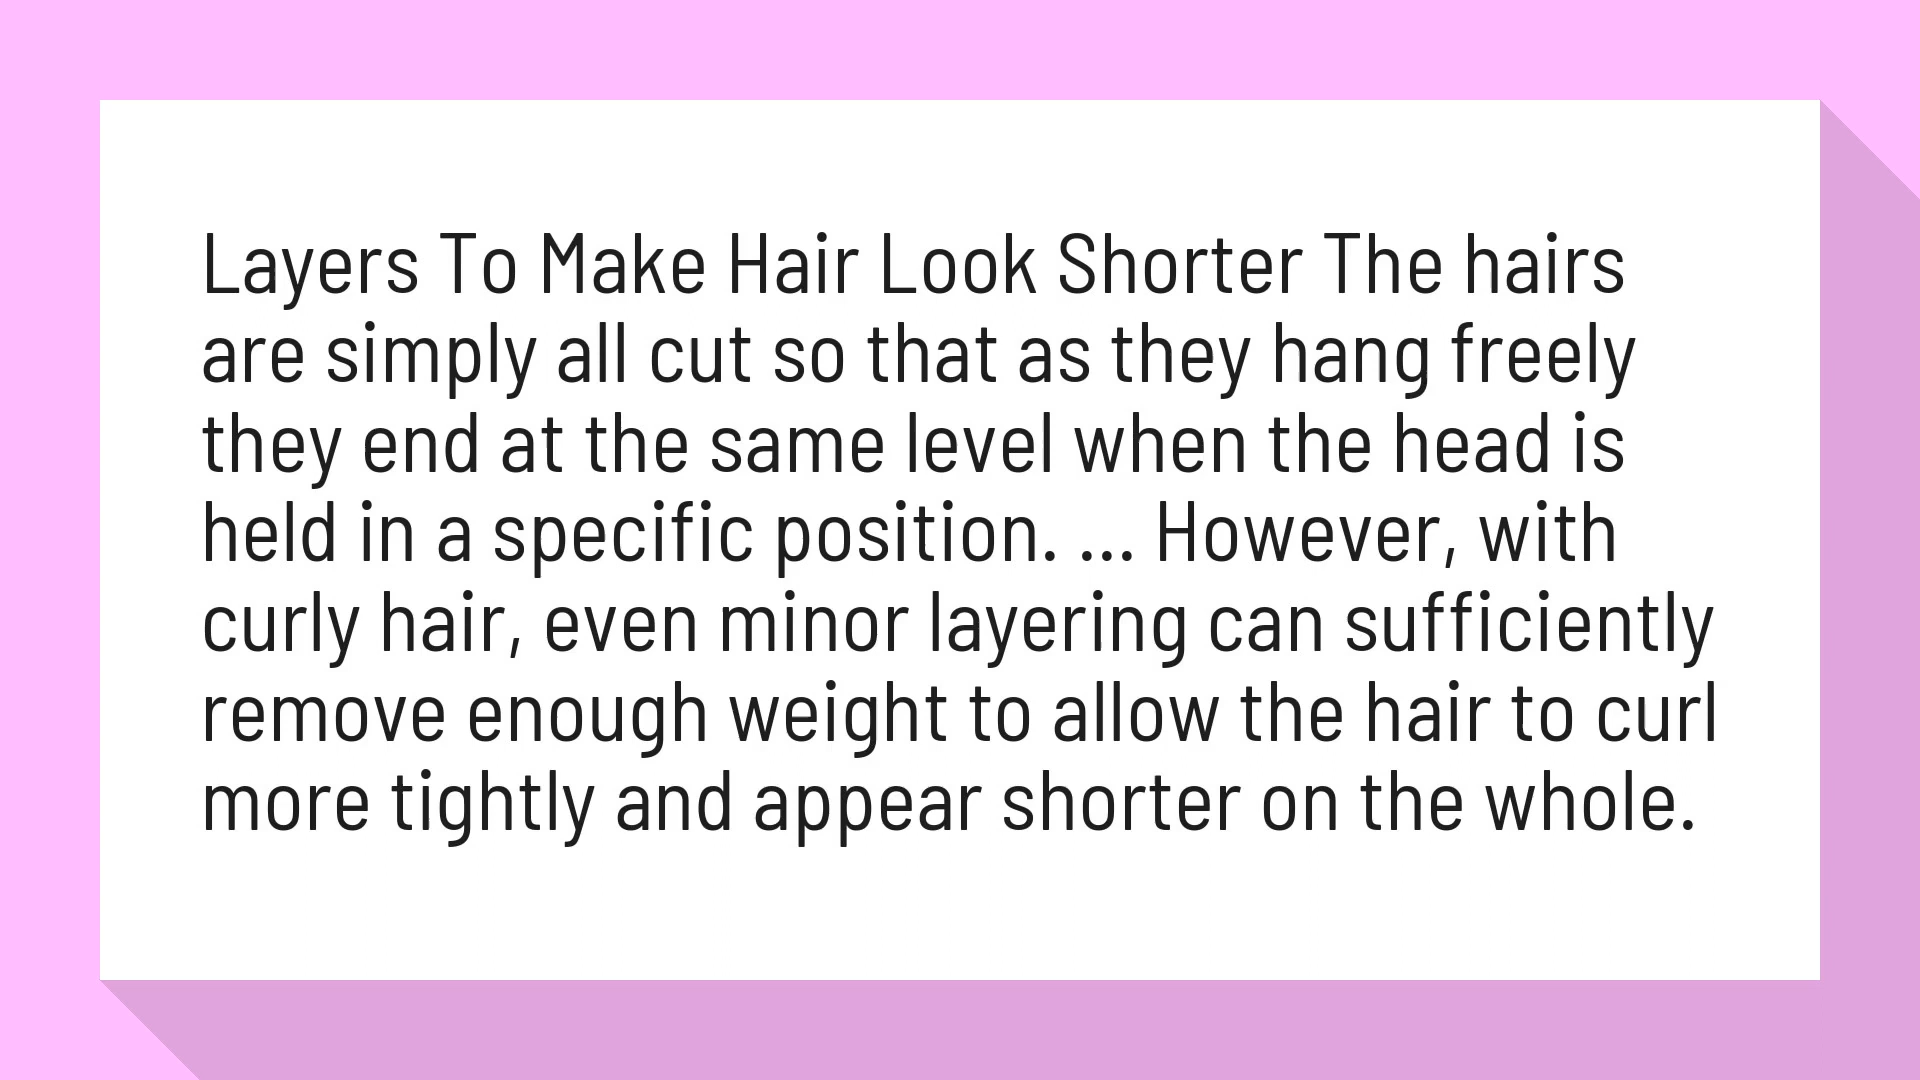 Layers To Make Hair Look Shorter The hairs
are simply all cut so that as they hang freely
they end at the same level when the head is
held in a specific position. ... However, with
curly hair, even minor layering can sufficiently
remove enough weight to allow the hair to curl
more tightly and appear shorter on the whole.